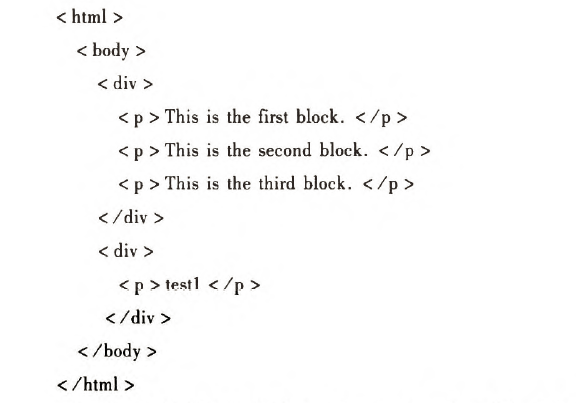 < html >
< body >
< div >
< p > This is the first block. < /p >
< p > This is the second block. < /p >
< p > This is the third block. < /p >
< /div >
< div >
< p > test1 < /p >
< /div >
< /body >
< /html >